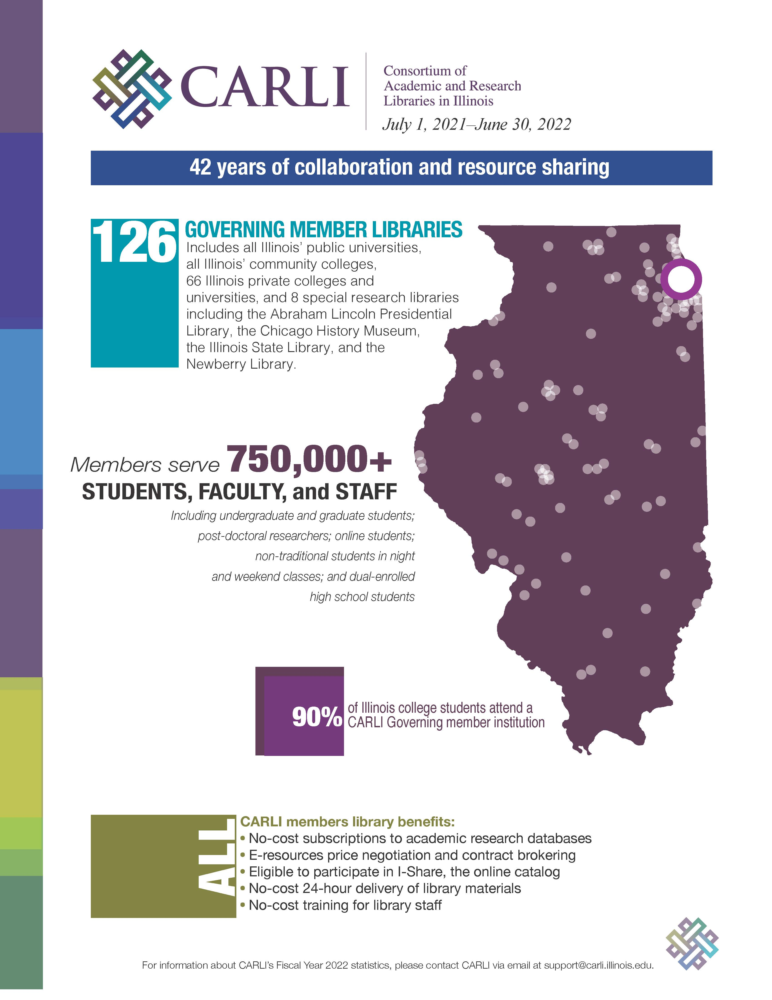 CARLI
Consortium of
Academic and Research
Libraries in Illinois
July 1, 2021–June 30, 2022
42 years of collaboration and resource sharing
126
GOVERNING MEMBER LIBRARIES
Includes all Illinois’ public universities,
all Illinois’ community colleges,
66 Illinois private colleges and
universities, and 8 special research libraries
including the Abraham Lincoln Presidential
Library, the Chicago History Museum,
the Illinois State Library, and the
Newberry Library.
Members serve 750,000+
STUDENTS, FACULTY, and STAFF
Including undergraduate and graduate students;
post-doctoral researchers; online students;
non-traditional students in night
and weekend classes; and dual-enrolled
high school students
90%
of Illinois college students attend a
CARLI Governing member institution
ALL
CARLI members library benefits:
• No-cost subscriptions to academic research databases
• E-resources price negotiation and contract brokering
• Eligible to participate in I-Share, the online catalog
• No-cost 24-hour delivery of library materials
• No-cost training for library staff
For information about CARLI’s Fiscal Year 2022 statistics, please contact CARLI via email at support@carli.illinois.edu.